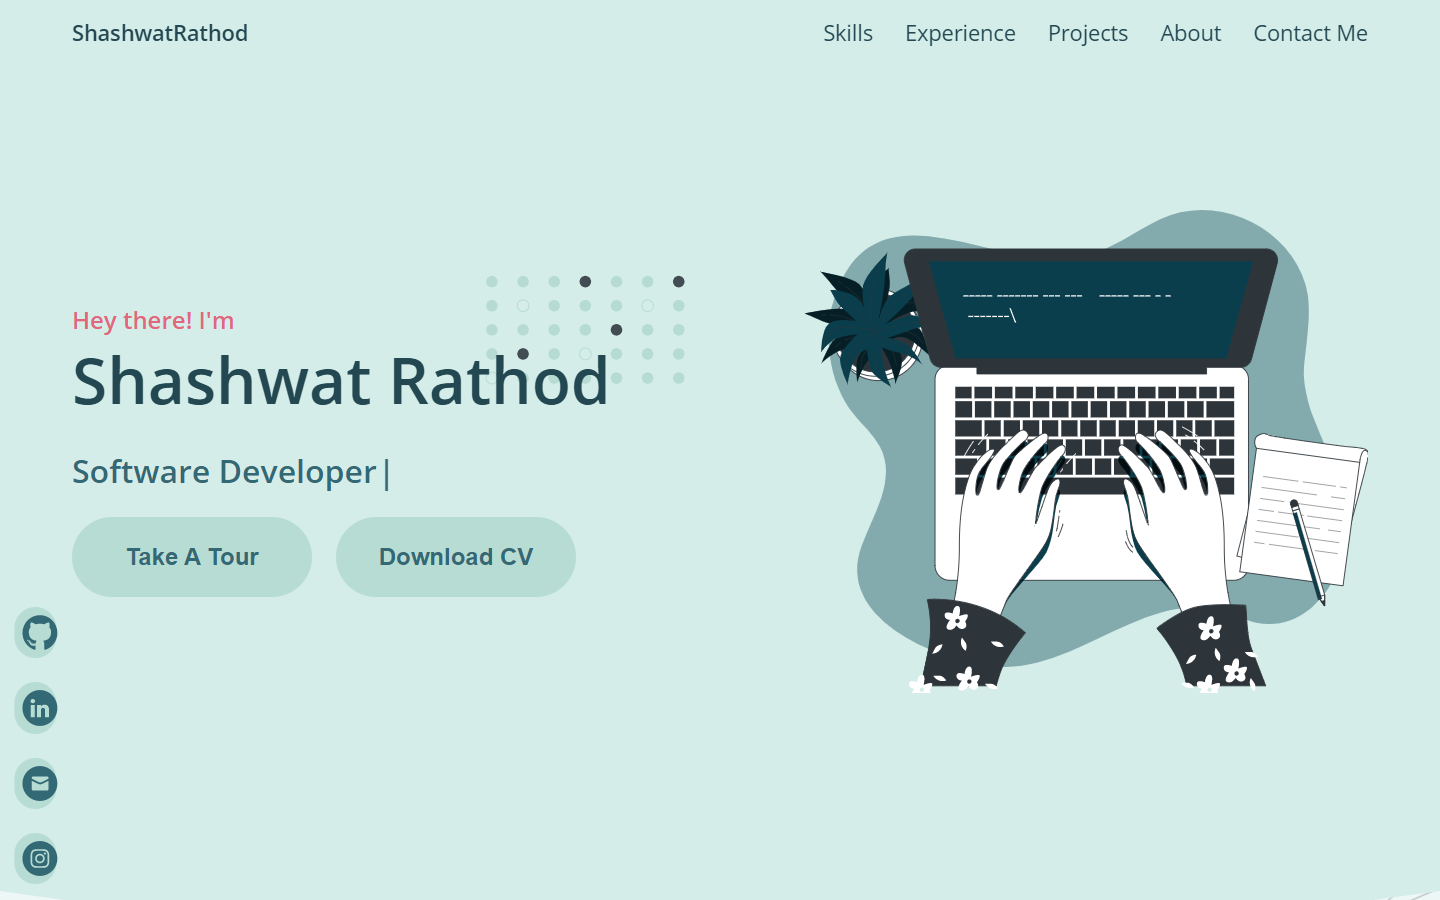 ShashwatRathod
Skills Experience Projects About Contact Me
Hey there! I'm
Shashwat Rathod
Software Developer|
Take A Tour Download CV